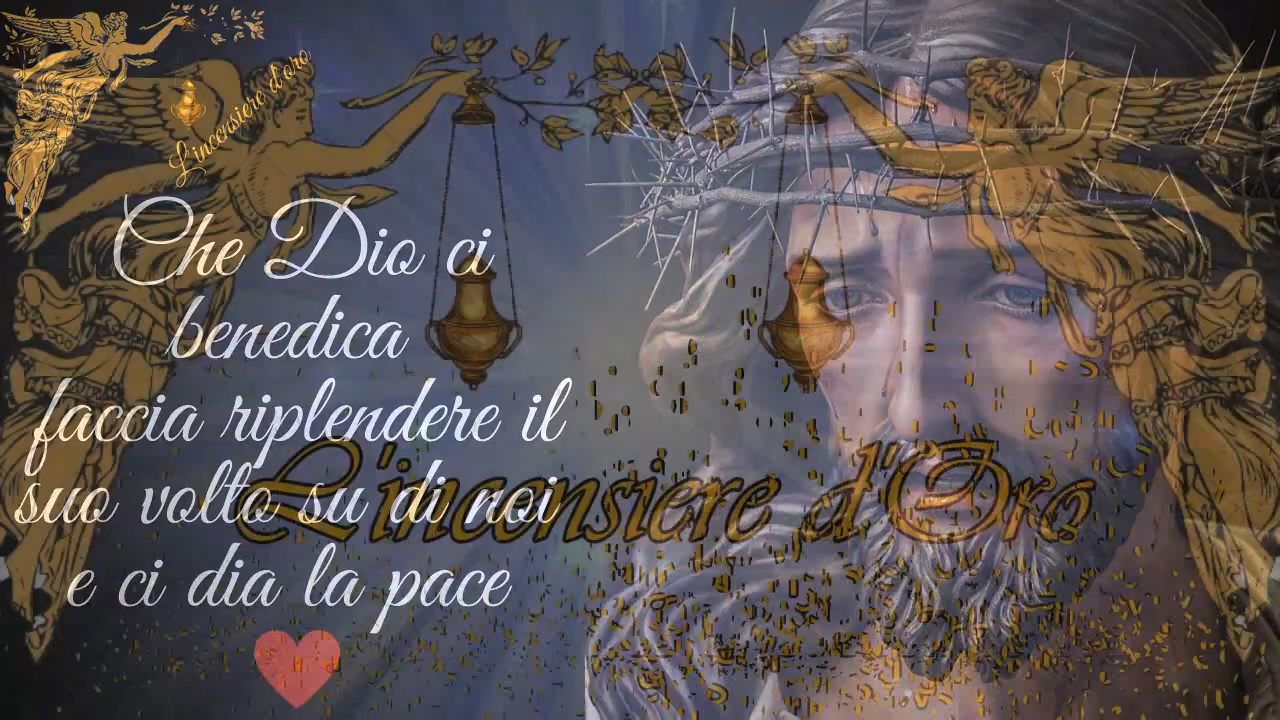 L'incensiere d'oro
Che Dio ci
benedica
faccia riplendere il
suo volto su di noi
e ci dia la pace
L'incensiere d'Oro